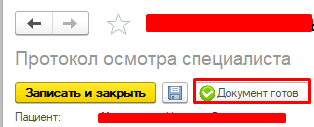 Протокол осмотра специалиста
Записать и закрыть Документ готов
Пациент: